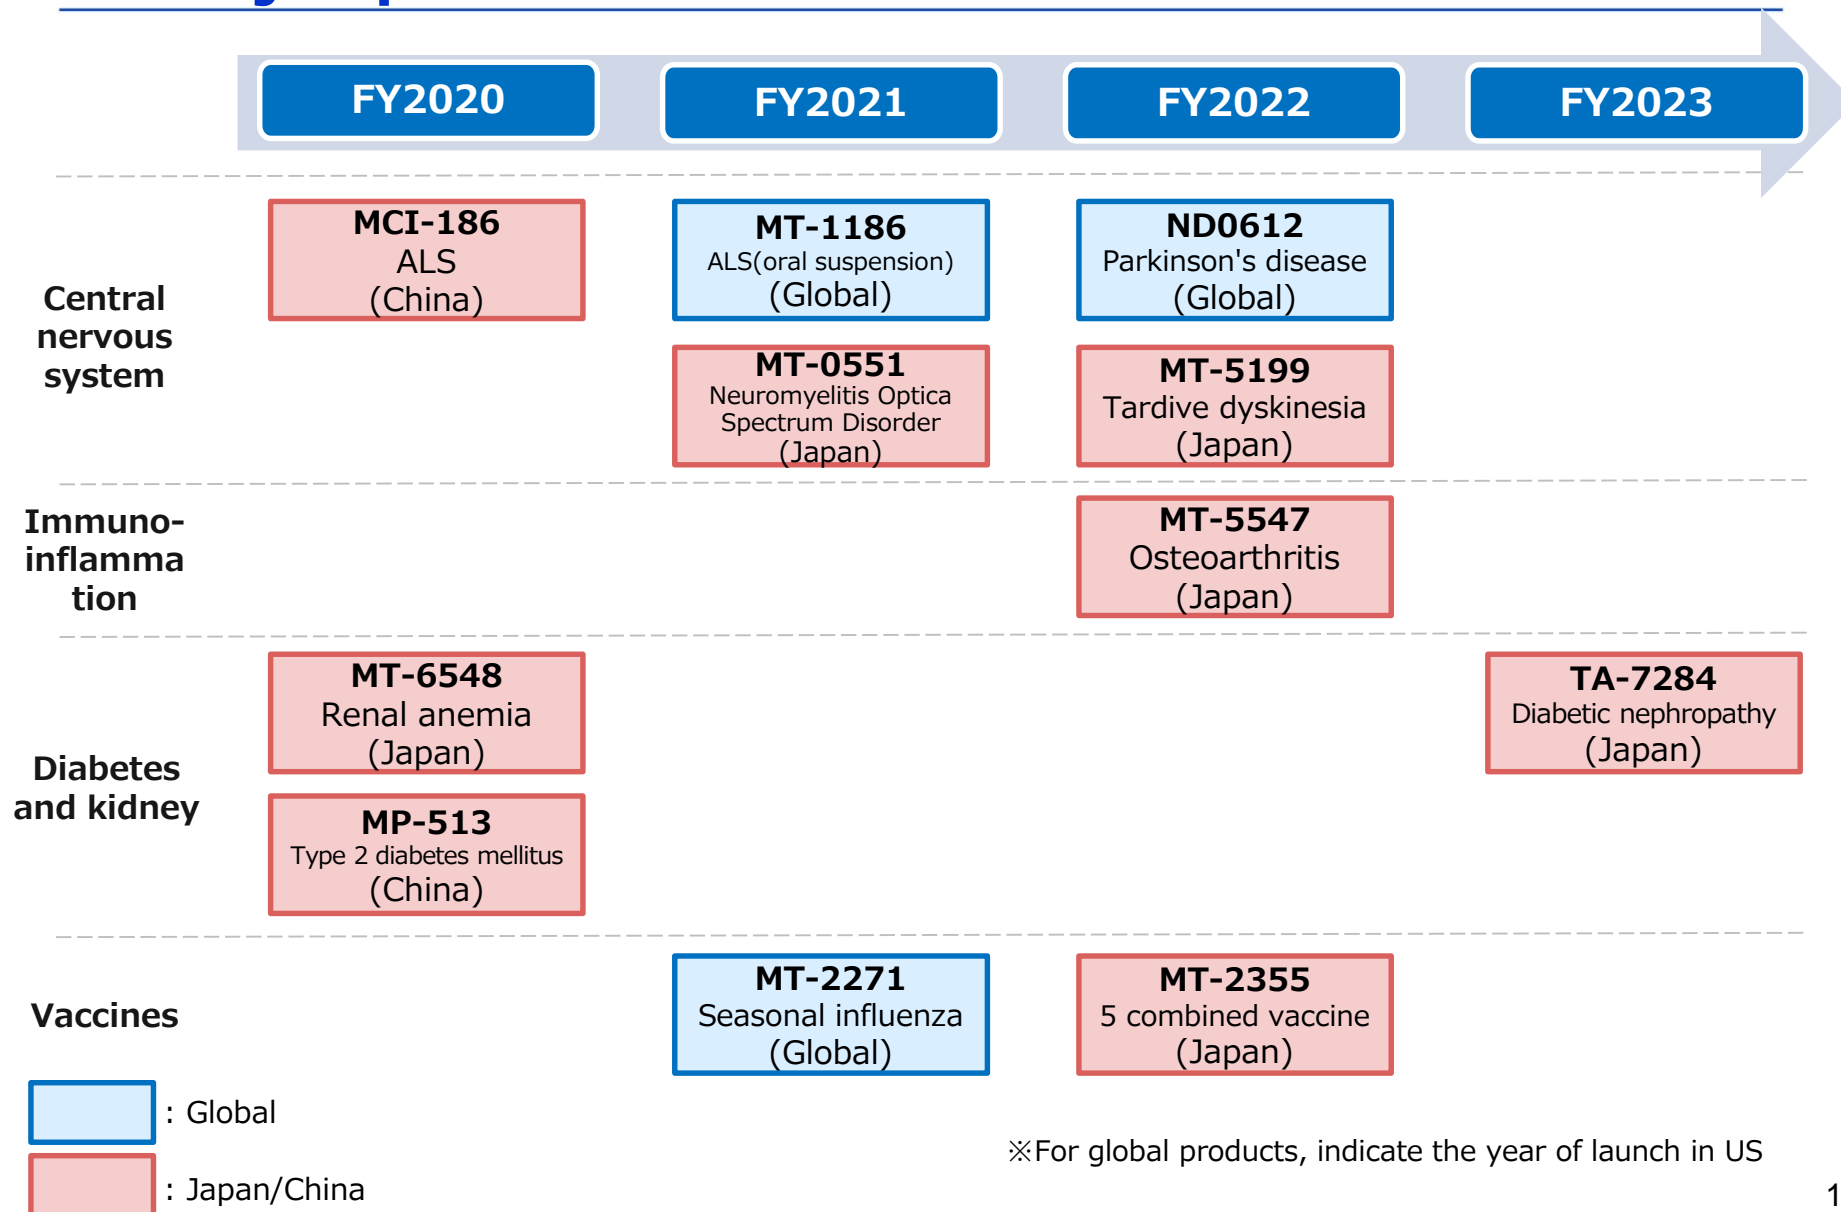 FY2020
FY2021
FY2022
FY2023
Central
nervous
system
MCI-186
ALS
(China)
MT-1186
ALS(oral suspension)
(Global)
ND0612
Parkinson's disease
(Global)
MT-0551
Neuromyelitis Optica
Spectrum Disorder
(Japan)
MT-5199
Tardive dyskinesia
(Japan)
Immuno-
inflamma
tion
MT-5547
Osteoarthritis
(Japan)
Diabetes
and kidney
MT-6548
Renal anemia
(Japan)
TA-7284
Diabetic nephropathy
(Japan)
MP-513
Type 2 diabetes mellitus
(China)
Vaccines
MT-2271
Seasonal influenza
(Global)
MT-2355
5 combined vaccine
(Japan)
: Global
: Japan/China
※For global products, indicate the year of launch in US
1